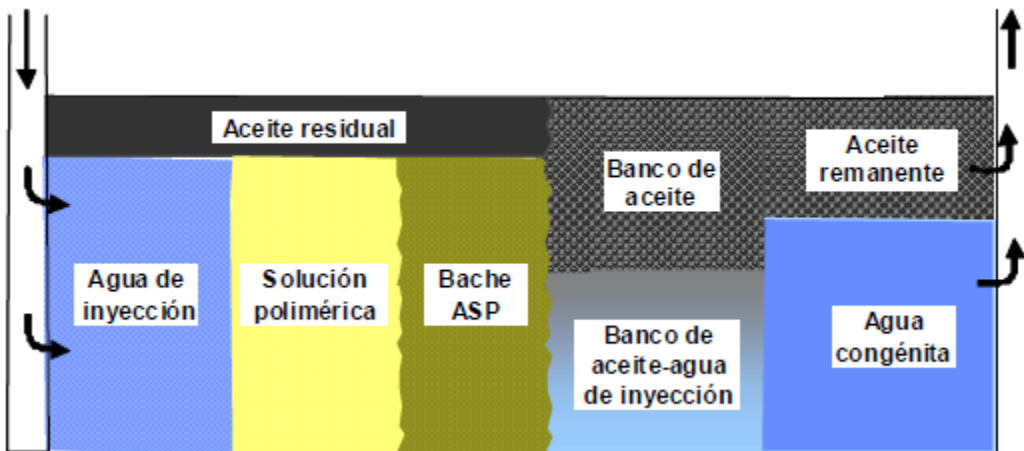 Aceite residual
Banco de
aceite
Aceite
remanente
Agua de
inyección
Solución
polimérica
Bache
ASP
Banco de
aceite-agua
de inyección
Agua
congénita